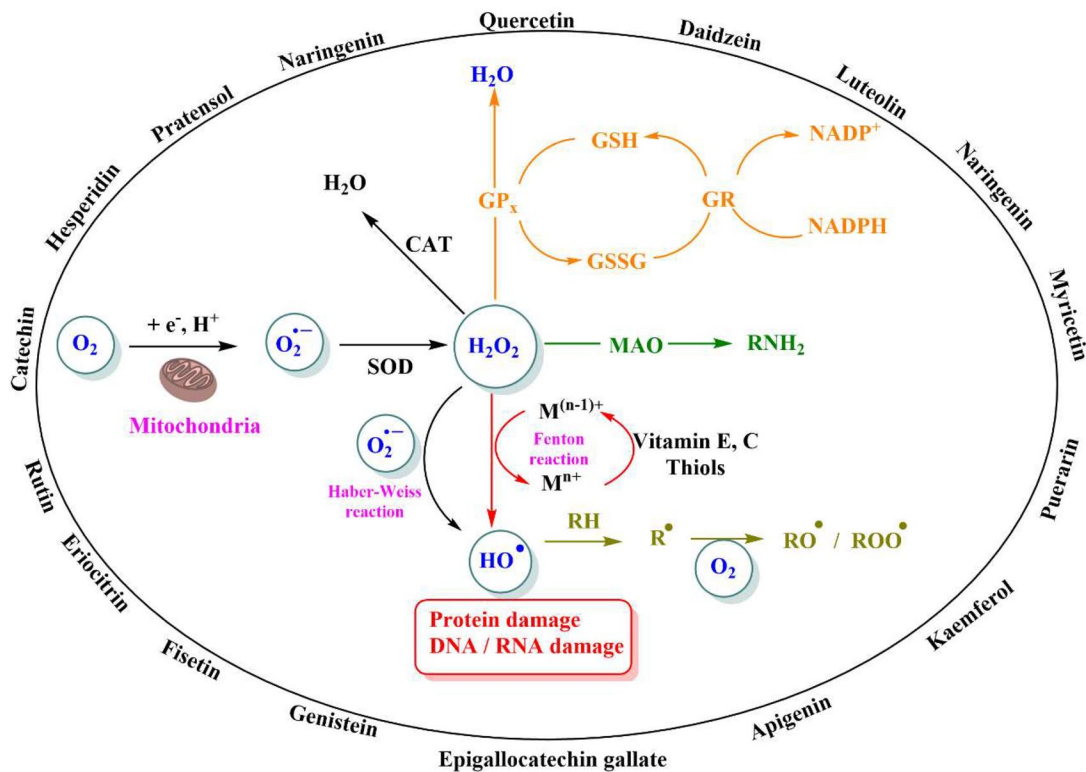 Quercetin
Naringenin
Daidzein
Pratensol
Luteolin
Hesperidin
Naringenin
Catechin
Myricetin
Rutin
Puerarin
Eriocitrin
Kaemferol
Fisetin
Apigenin
Genistein
Epigallocatechin gallate
H₂O
GSH
NADP⁺
H₂O
GPₓ
GR
CAT
NADPH
GSSG
+ e⁻, H⁺
O₂
O₂•−
SOD
H₂O₂
MAO
RNH₂
Mitochondria
O₂•−
Haber-Weiss
reaction
M⁽ⁿ⁻¹⁾⁺
Fenton
reaction
Mⁿ⁺
Vitamin E, C
Thiols
HO•
RH
R•
O₂
RO• / ROO•
Protein damage
DNA / RNA damage